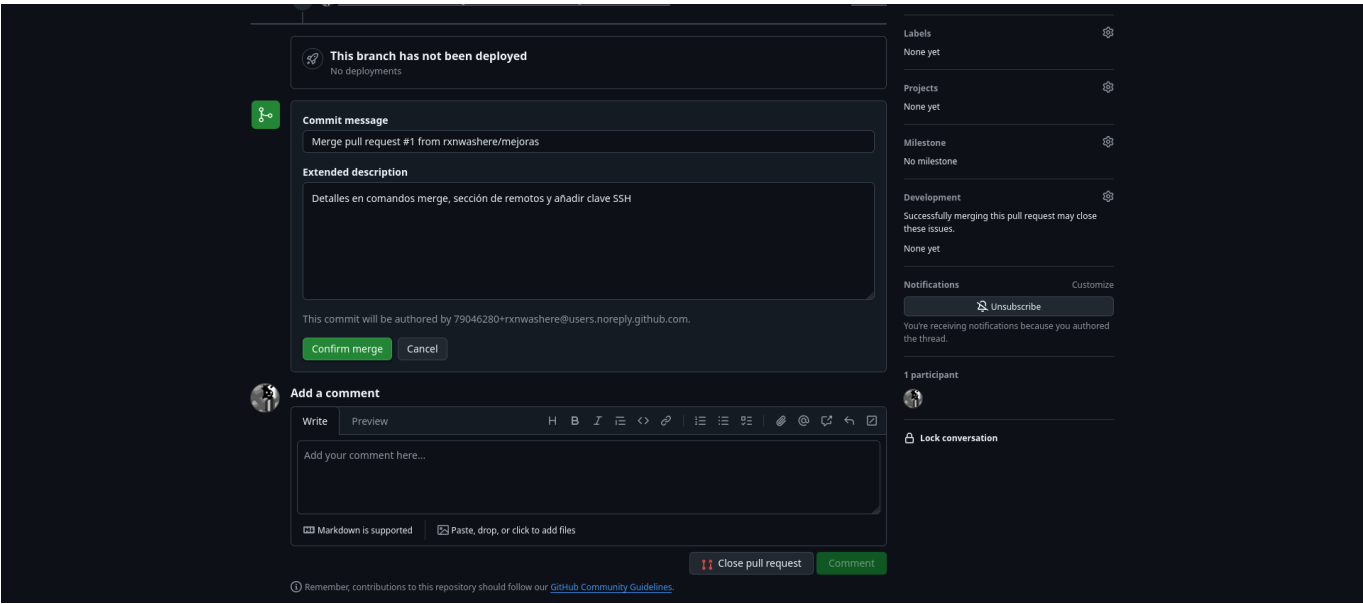 This branch has not been deployed
No deployments
Commit message
Merge pull request #1 from rxnwashere/mejoras
Extended description
Detalles en comandos merge, sección de remotos y añadir clave SSH
This commit will be authored by 79046280+rxnwashere@users.noreply.github.com.
Confirm merge
Cancel
Add a comment
Write
Preview
Add your comment here...
Markdown is supported
Paste, drop, or click to add files
Close pull request
Comment
Remember, contributions to this repository should follow our GitHub Community Guidelines.
Labels
None yet
Projects
None yet
Milestone
No milestone
Development
Successfully merging this pull request may close
these issues.
None yet
Notifications
Customize
Unsubscribe
You're receiving notifications because you authored
the thread.
1 participant
Lock conversation